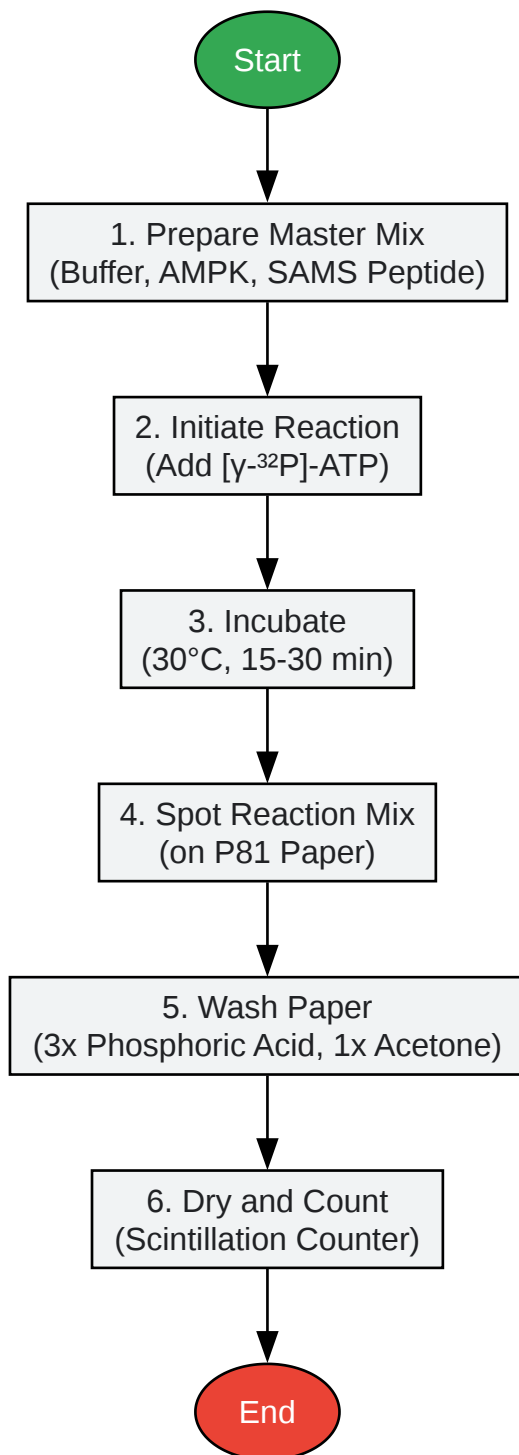 Start
1. Prepare Master Mix
(Buffer, AMPK, SAMS Peptide)
2. Initiate Reaction
(Add [γ-³²P]-ATP)
3. Incubate
(30°C, 15-30 min)
4. Spot Reaction Mix
(on P81 Paper)
5. Wash Paper
(3x Phosphoric Acid, 1x Acetone)
6. Dry and Count
(Scintillation Counter)
End